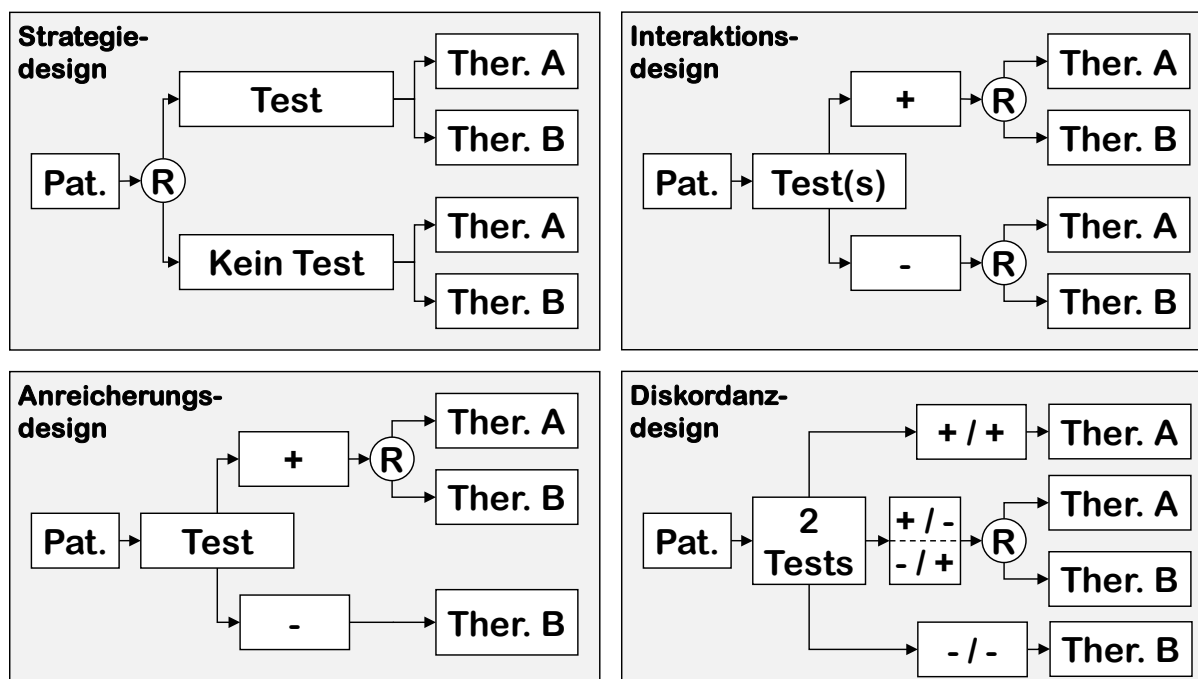 Strategie-
design
Test
Ther. A
Ther. B
Pat.
R
Kein Test
Ther. A
Ther. B
Interaktions-
design
+
R
Ther. A
Ther. B
Pat.
Test(s)
-
R
Ther. A
Ther. B
Anreicherungs-
design
+
R
Ther. A
Ther. B
Pat.
Test
-
Ther. B
Diskordanz-
design
+ / +
Ther. A
Pat.
2
Tests
+ / -
- / +
R
Ther. A
Ther. B
- / -
Ther. B